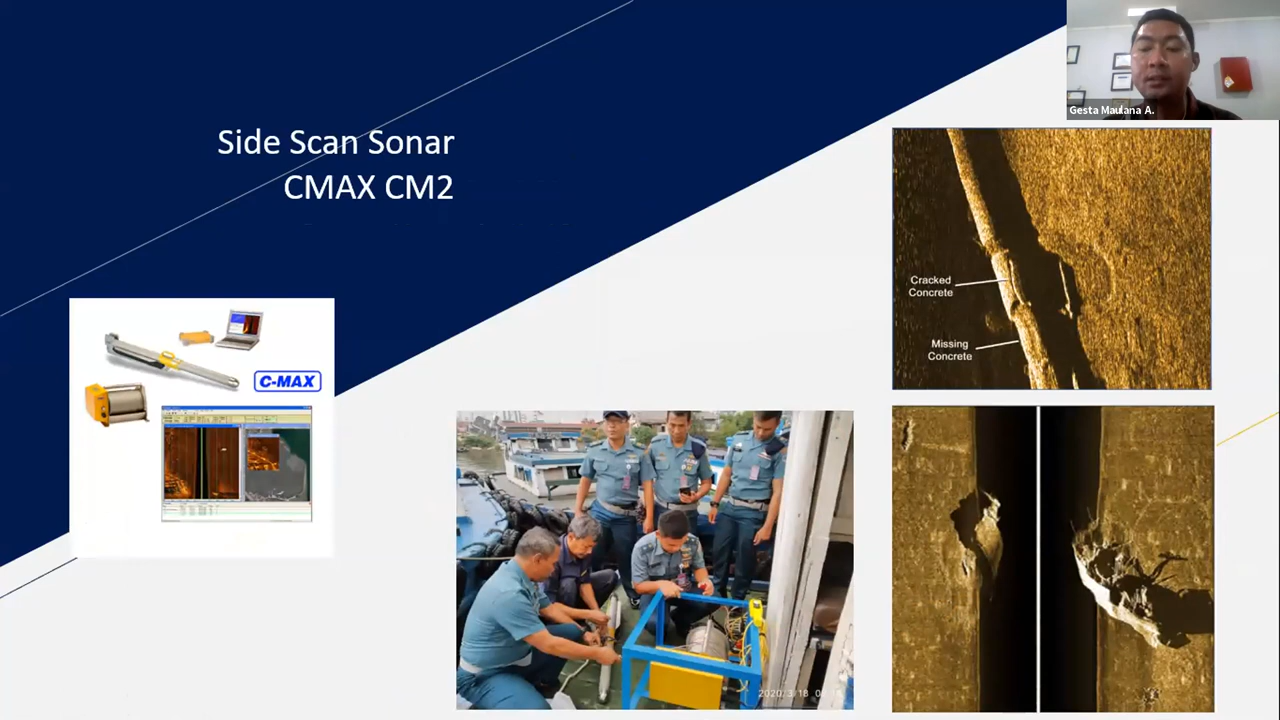 Gesta Maulana A.
Side Scan Sonar
CMAX CM2
Cracked
Concrete
Missing
Concrete
C-MAX